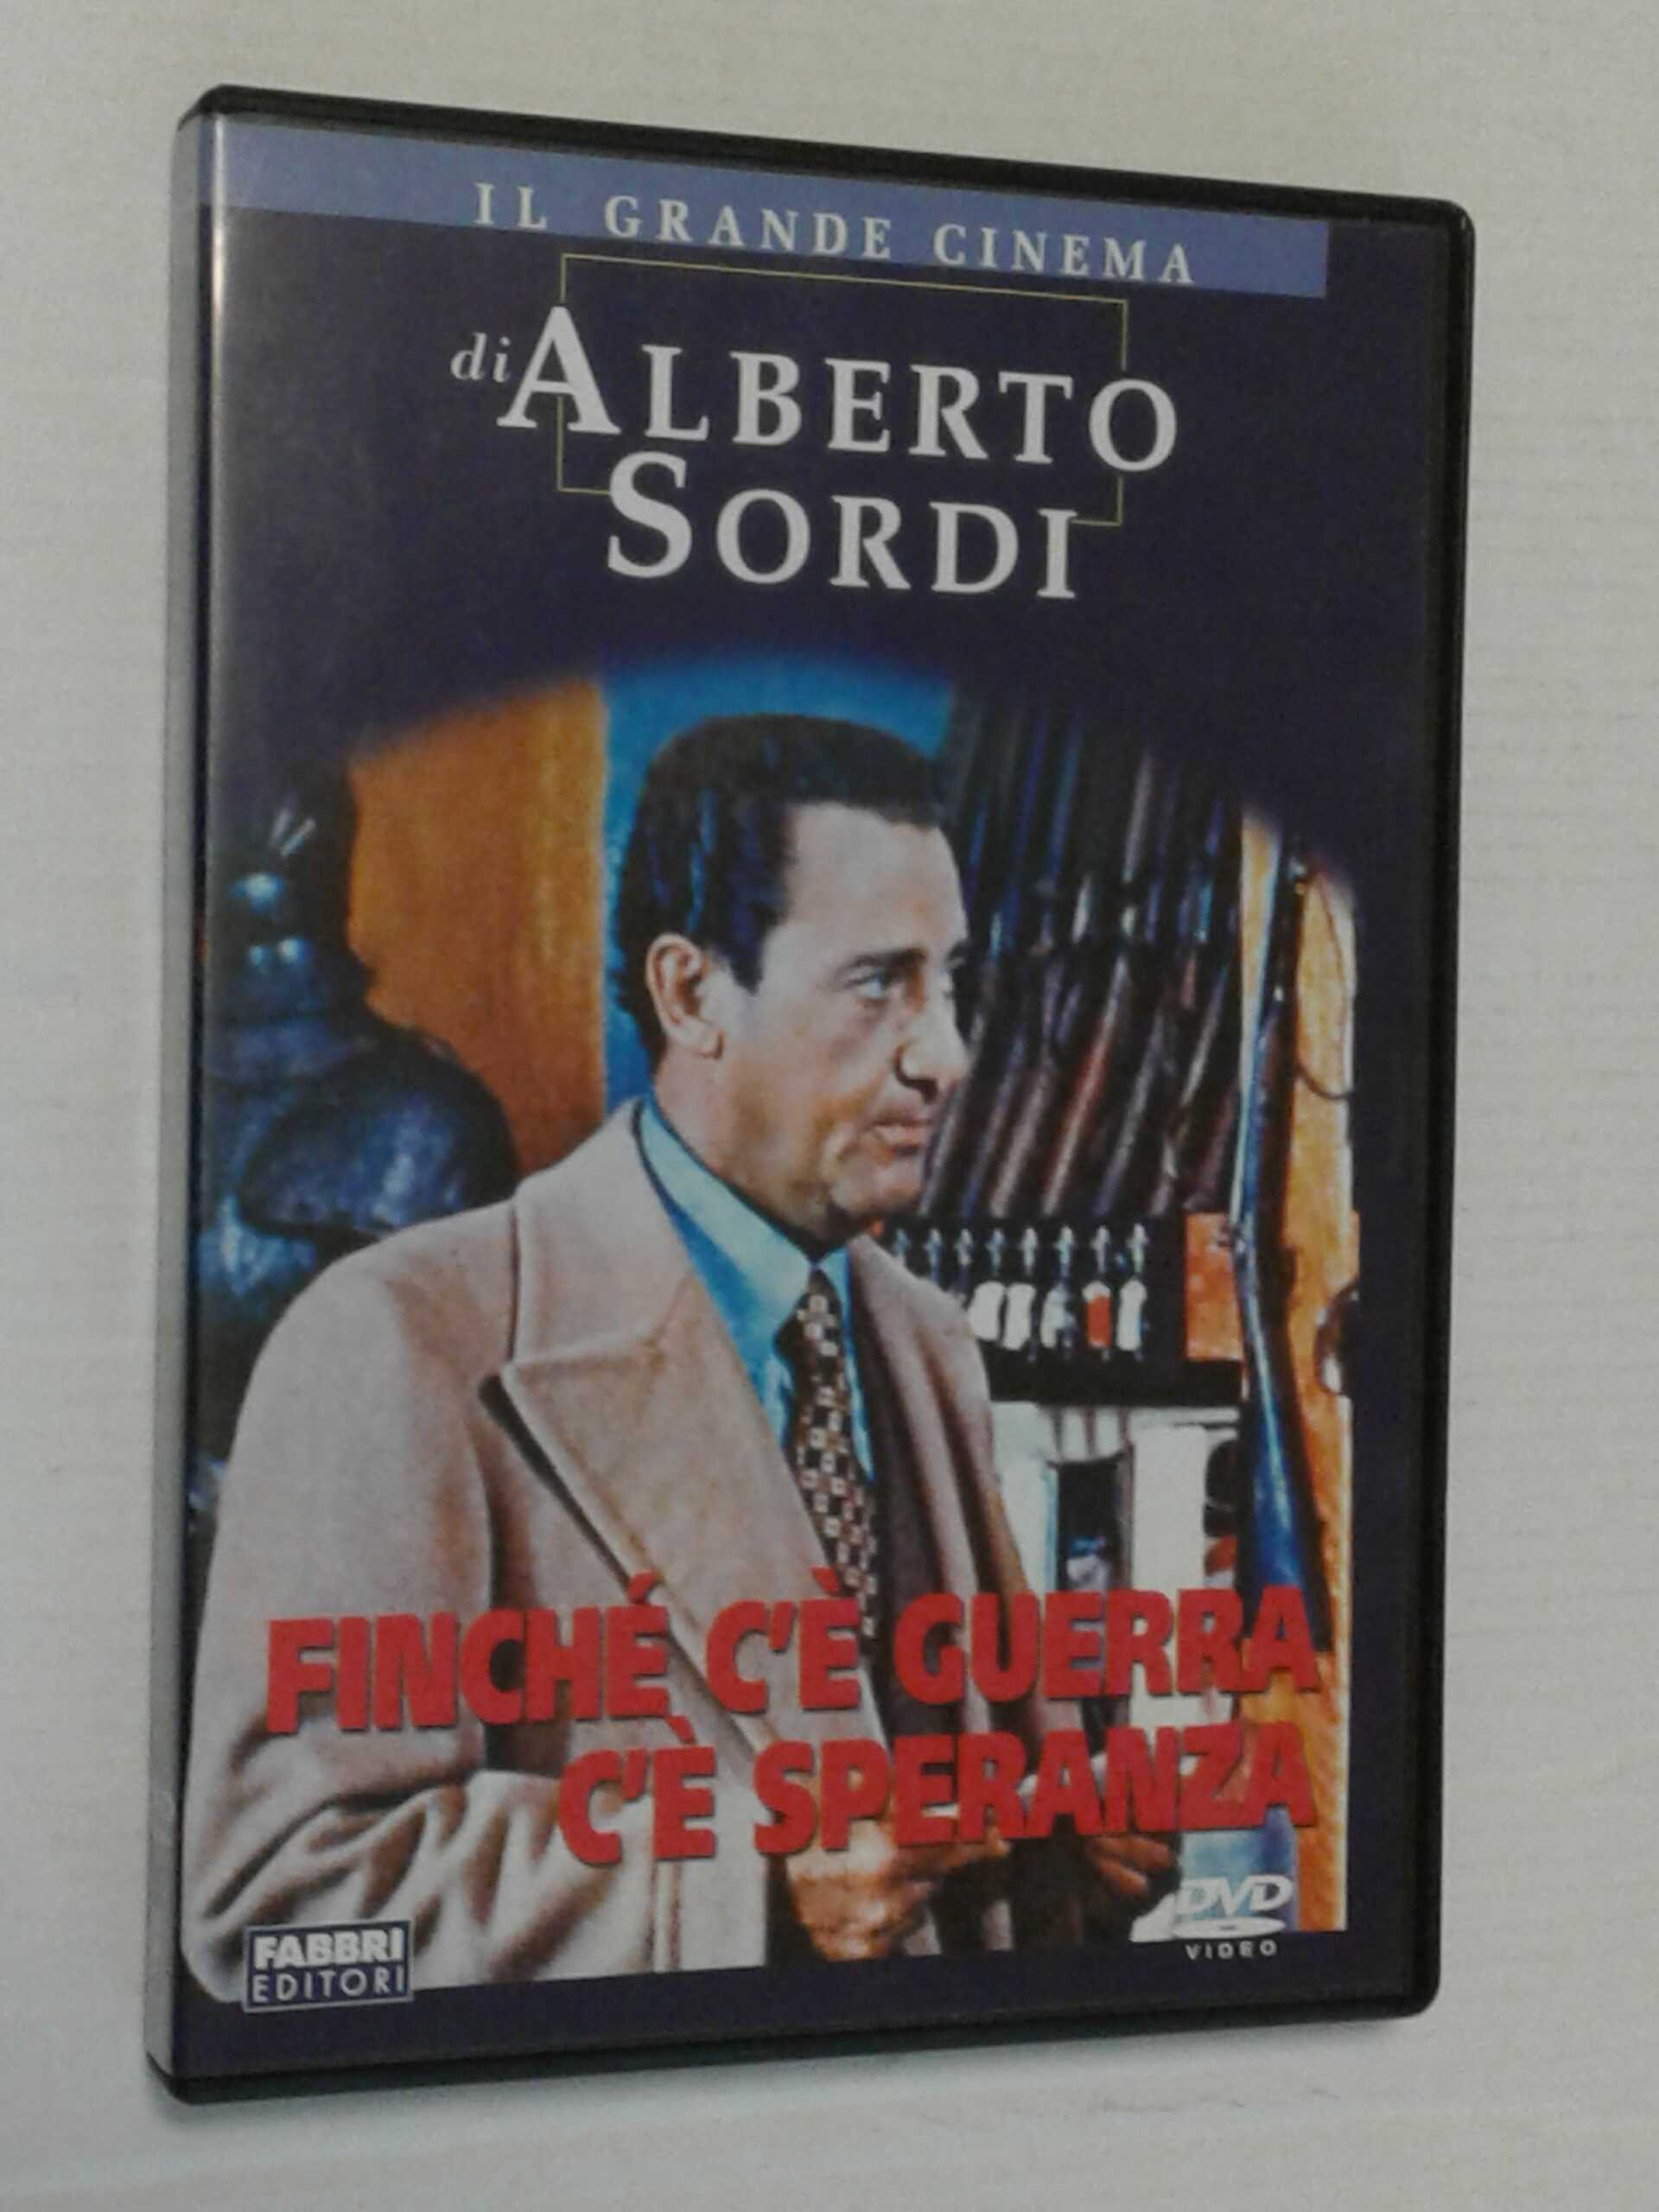 IL GRANDE CINEMA
di ALBERTO
SORDI
FINCHÉ C'È GUERRA
C'È SPERANZA
FABBRI
EDITORI
DVD
VIDEO